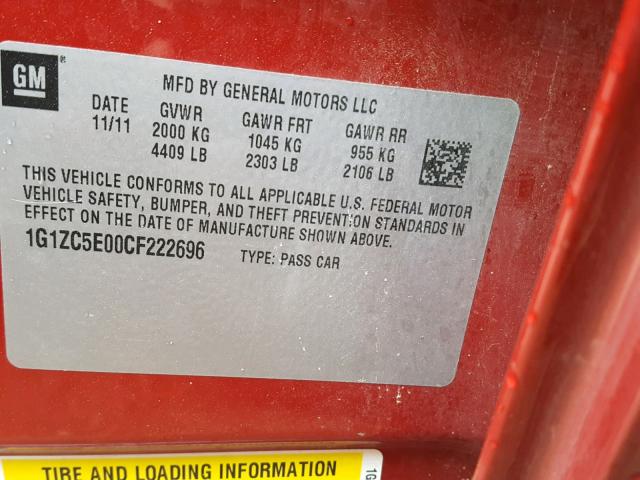 GM
MFD BY GENERAL MOTORS LLC
DATE GVWR GAWR FRT GAWR RR
11/11 2000 KG 1045 KG 955 KG
4409 LB 2303 LB 2106 LB
THIS VEHICLE CONFORMS TO ALL APPLICABLE U.S. FEDERAL MOTOR
VEHICLE SAFETY, BUMPER, AND THEFT PREVENTION STANDARDS IN
EFFECT ON THE DATE OF MANUFACTURE SHOWN ABOVE.
1G1ZC5E00CF222696 TYPE: PASS CAR
TIRE AND LOADING INFORMATION
1G